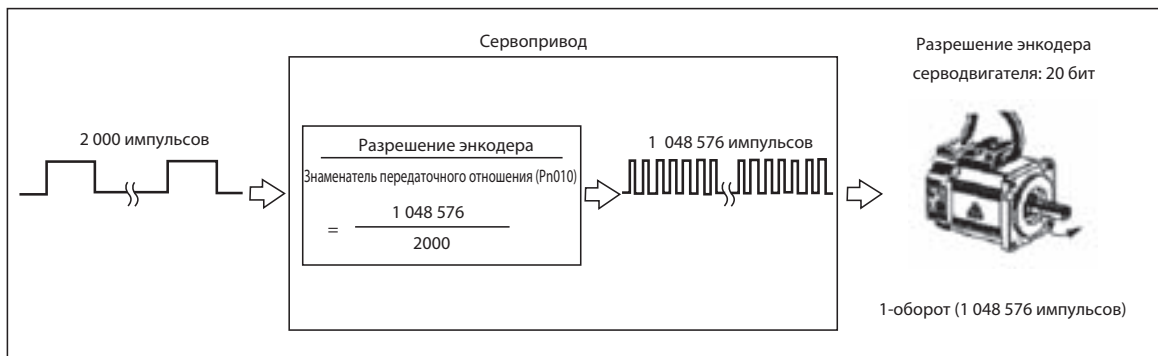 Сервопривод
Разрешение энкодера
серводвигателя: 20 бит
2 000 импульсов
Разрешение энкодера
Знаменатель передаточного отношения (Pn010)
= 1 048 576
2000
1 048 576 импульсов
1-оборот (1 048 576 импульсов)